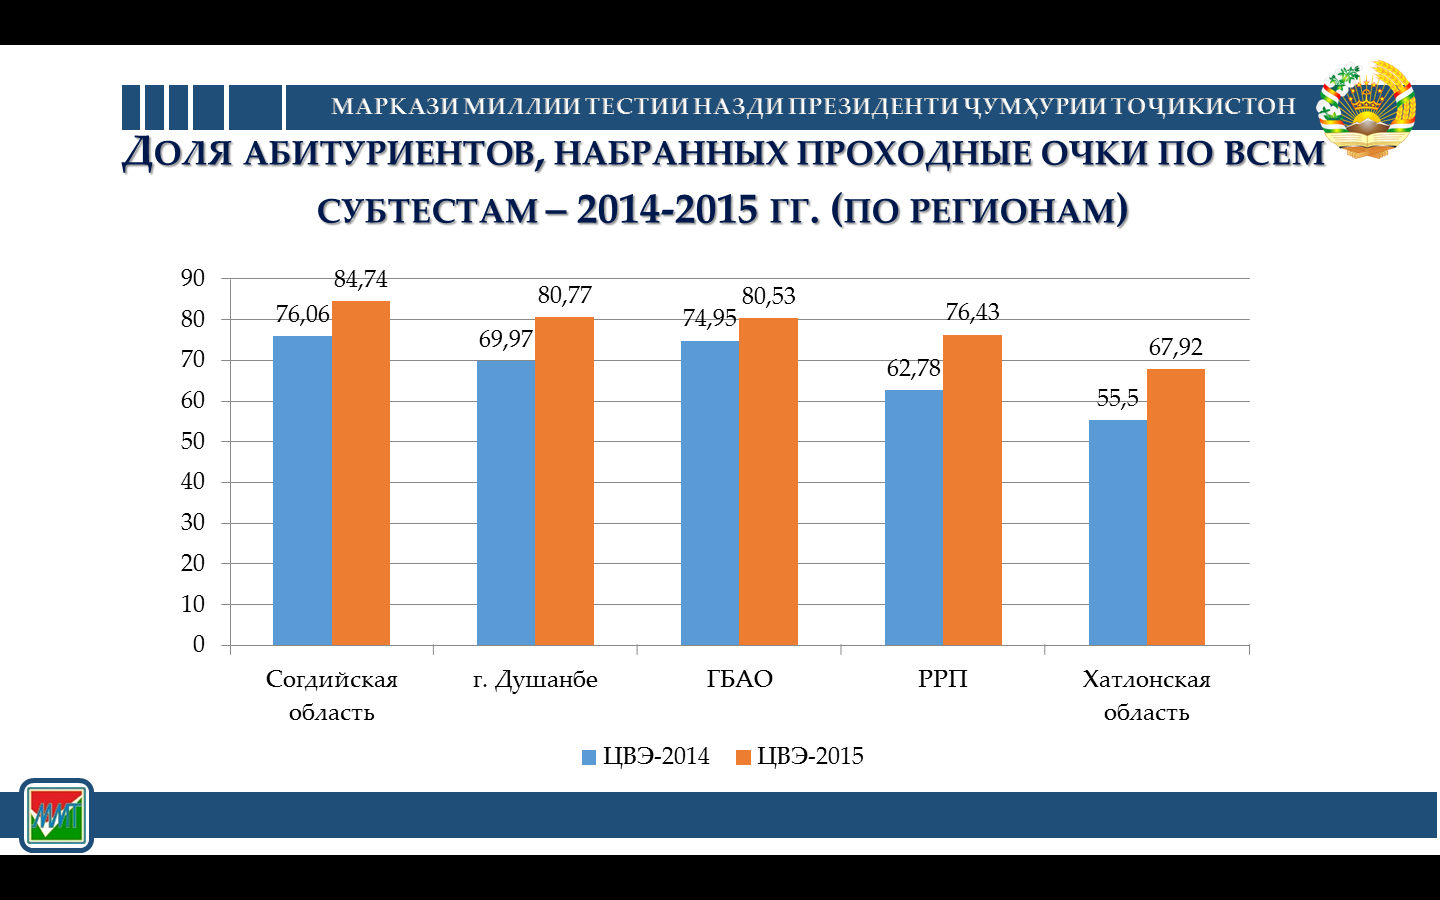 МАРКАЗИ МИЛЛИИ ТЕСТИИ НАЗДИ ПРЕЗИДЕНТИ ҶУМҲУРИИ ТОҶИКИСТОН
ДОЛЯ АБИТУРИЕНТОВ, НАБРАННЫХ ПРОХОДНЫЕ ОЧКИ ПО ВСЕМ
СУБТЕСТАМ – 2014-2015 ГГ. (ПО РЕГИОНАМ)
90
80
70
60
50
40
30
20
10
0
76,06
84,74
69,97
80,77
74,95
80,53
62,78
76,43
55,5
67,92
Согдийская
область
г. Душанбе
ГБАО
РРП
Хатлонская
область
ЦВЭ-2014
ЦВЭ-2015
ММТ